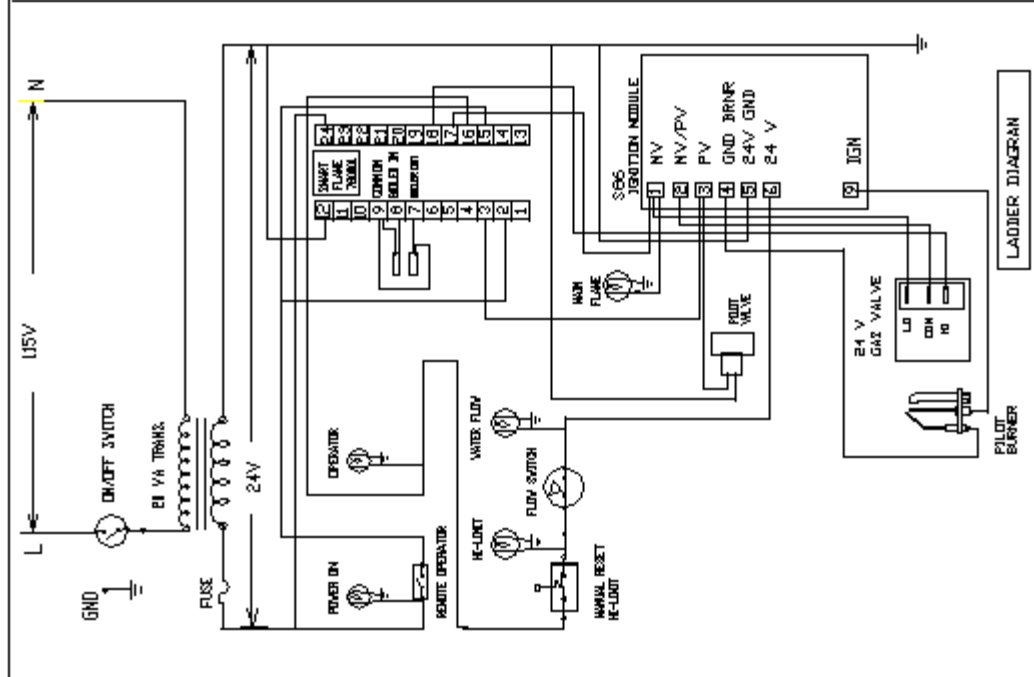 N
115V
L
GND
ON/OFF SWITCH
20 VA TRANS.
FUSE
24V
POWER ON
REMOTE OPERATOR
OPERATOR
SMART
FLAME
COMMON
BOILER IN
24
23
22
21
20
19
18
17
16
15
14
13
12
11
10
9
8
7
6
5
4
3
2
1
HI-LIMIT
MANUAL RESET
HI-LIMIT
WATER FLOW
FLOW SWITCH
MAIN
FLAME
PILOT
VALVE
S86
IGNITION MODULE
1 MV
2 MV/PV
3 PV
4 GND BRNR
5 24V GND
6 24 V
9 IGN
24 V
GAS VALVE
LO
COM
HI
PILOT
BURNER
LADDER DIAGRAM